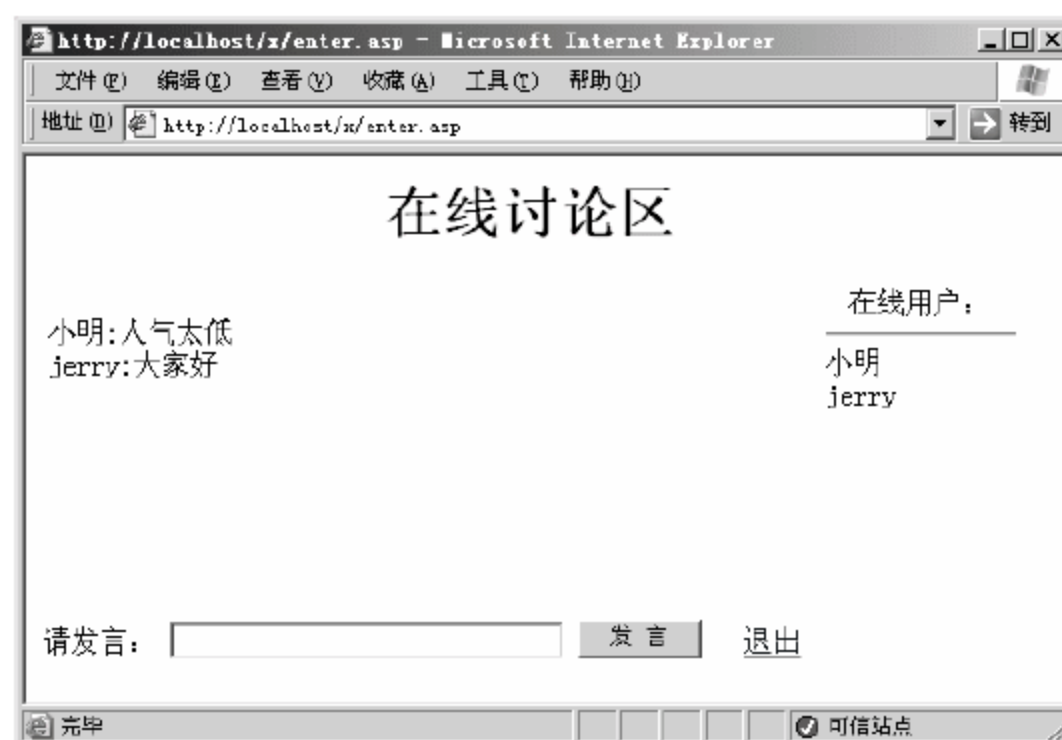 http://localhost/x/enter.asp - Microsoft Internet Explorer
文件(F) 编辑(E) 查看(V) 收藏(A) 工具(T) 帮助(H)
地址(D) http://localhost/x/enter.asp 转到
在线讨论区
在线用户：
小明:人气太低
jerry:大家好
小明
jerry
请发言： 发 言 退出
完毕 可信站点